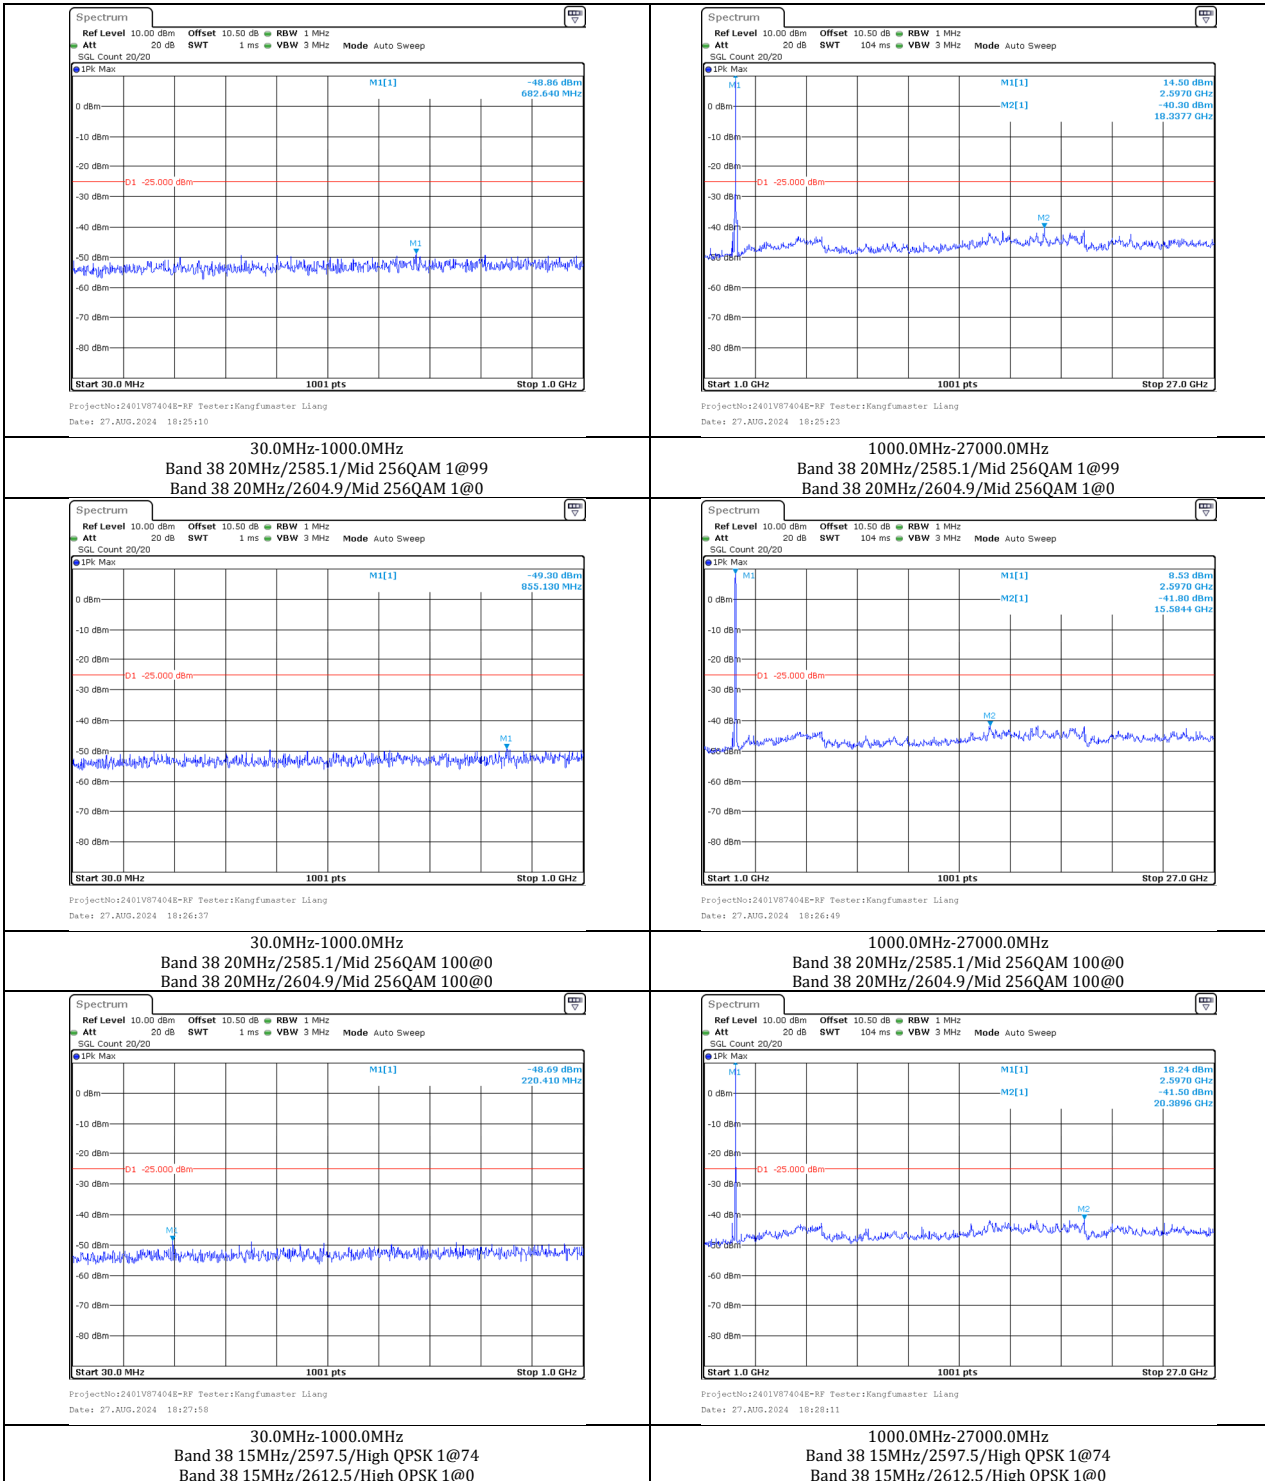 Spectrum
Ref Level 10.00 dBm Offset 10.50 dB RBW 1 MHz
Att 20 dB SWT 1 ms VBW 3 MHz Mode Auto Sweep
SGL Count 20/20
1Pk Max
M1[1] -48.86 dBm
682.640 MHz
0 dBm
-10 dBm
-20 dBm
D1 -25.000 dBm
-30 dBm
-40 dBm
M1
-50 dBm
-60 dBm
-70 dBm
-80 dBm
Start 30.0 MHz 1001 pts Stop 1.0 GHz
ProjectNo:2401V87404E-RF Tester:Kangfumaster Liang
Date: 27.AUG.2024 18:25:10
30.0MHz-1000.0MHz
Band 38 20MHz/2585.1/Mid 256QAM 1@99
Band 38 20MHz/2604.9/Mid 256QAM 1@0
Spectrum
Ref Level 10.00 dBm Offset 10.50 dB RBW 1 MHz
Att 20 dB SWT 104 ms VBW 3 MHz Mode Auto Sweep
SGL Count 20/20
1Pk Max
M1
M1[1] 14.50 dBm
2.5970 GHz
M2[1] -40.30 dBm
18.3377 GHz
0 dBm
-10 dBm
-20 dBm
D1 -25.000 dBm
-30 dBm
M2
-40 dBm
-50 dBm
-60 dBm
-70 dBm
-80 dBm
Start 1.0 GHz 1001 pts Stop 27.0 GHz
ProjectNo:2401V87404E-RF Tester:Kangfumaster Liang
Date: 27.AUG.2024 18:25:23
1000.0MHz-27000.0MHz
Band 38 20MHz/2585.1/Mid 256QAM 1@99
Band 38 20MHz/2604.9/Mid 256QAM 1@0
Spectrum
Ref Level 10.00 dBm Offset 10.50 dB RBW 1 MHz
Att 20 dB SWT 1 ms VBW 3 MHz Mode Auto Sweep
SGL Count 20/20
1Pk Max
M1[1] -49.30 dBm
855.130 MHz
0 dBm
-10 dBm
-20 dBm
D1 -25.000 dBm
-30 dBm
-40 dBm
M1
-50 dBm
-60 dBm
-70 dBm
-80 dBm
Start 30.0 MHz 1001 pts Stop 1.0 GHz
ProjectNo:2401V87404E-RF Tester:Kangfumaster Liang
Date: 27.AUG.2024 18:26:37
30.0MHz-1000.0MHz
Band 38 20MHz/2585.1/Mid 256QAM 100@0
Band 38 20MHz/2604.9/Mid 256QAM 100@0
Spectrum
Ref Level 10.00 dBm Offset 10.50 dB RBW 1 MHz
Att 20 dB SWT 104 ms VBW 3 MHz Mode Auto Sweep
SGL Count 20/20
1Pk Max
M1
M1[1] 8.53 dBm
2.5970 GHz
M2[1] -41.80 dBm
15.5844 GHz
0 dBm
-10 dBm
-20 dBm
D1 -25.000 dBm
-30 dBm
-40 dBm
M2
-50 dBm
-60 dBm
-70 dBm
-80 dBm
Start 1.0 GHz 1001 pts Stop 27.0 GHz
ProjectNo:2401V87404E-RF Tester:Kangfumaster Liang
Date: 27.AUG.2024 18:26:49
1000.0MHz-27000.0MHz
Band 38 20MHz/2585.1/Mid 256QAM 100@0
Band 38 20MHz/2604.9/Mid 256QAM 100@0
Spectrum
Ref Level 10.00 dBm Offset 10.50 dB RBW 1 MHz
Att 20 dB SWT 1 ms VBW 3 MHz Mode Auto Sweep
SGL Count 20/20
1Pk Max
M1[1] -48.69 dBm
220.410 MHz
0 dBm
-10 dBm
-20 dBm
D1 -25.000 dBm
-30 dBm
-40 dBm
M1
-50 dBm
-60 dBm
-70 dBm
-80 dBm
Start 30.0 MHz 1001 pts Stop 1.0 GHz
ProjectNo:2401V87404E-RF Tester:Kangfumaster Liang
Date: 27.AUG.2024 18:27:58
30.0MHz-1000.0MHz
Band 38 15MHz/2597.5/High QPSK 1@74
Band 38 15MHz/2612.5/High QPSK 1@0
Spectrum
Ref Level 10.00 dBm Offset 10.50 dB RBW 1 MHz
Att 20 dB SWT 104 ms VBW 3 MHz Mode Auto Sweep
SGL Count 20/20
1Pk Max
M1
M1[1] 18.24 dBm
2.5970 GHz
M2[1] -41.50 dBm
20.3896 GHz
0 dBm
-10 dBm
-20 dBm
D1 -25.000 dBm
-30 dBm
-40 dBm
M2
-50 dBm
-60 dBm
-70 dBm
-80 dBm
Start 1.0 GHz 1001 pts Stop 27.0 GHz
ProjectNo:2401V87404E-RF Tester:Kangfumaster Liang
Date: 27.AUG.2024 18:28:11
1000.0MHz-27000.0MHz
Band 38 15MHz/2597.5/High QPSK 1@74
Band 38 15MHz/2612.5/High QPSK 1@0